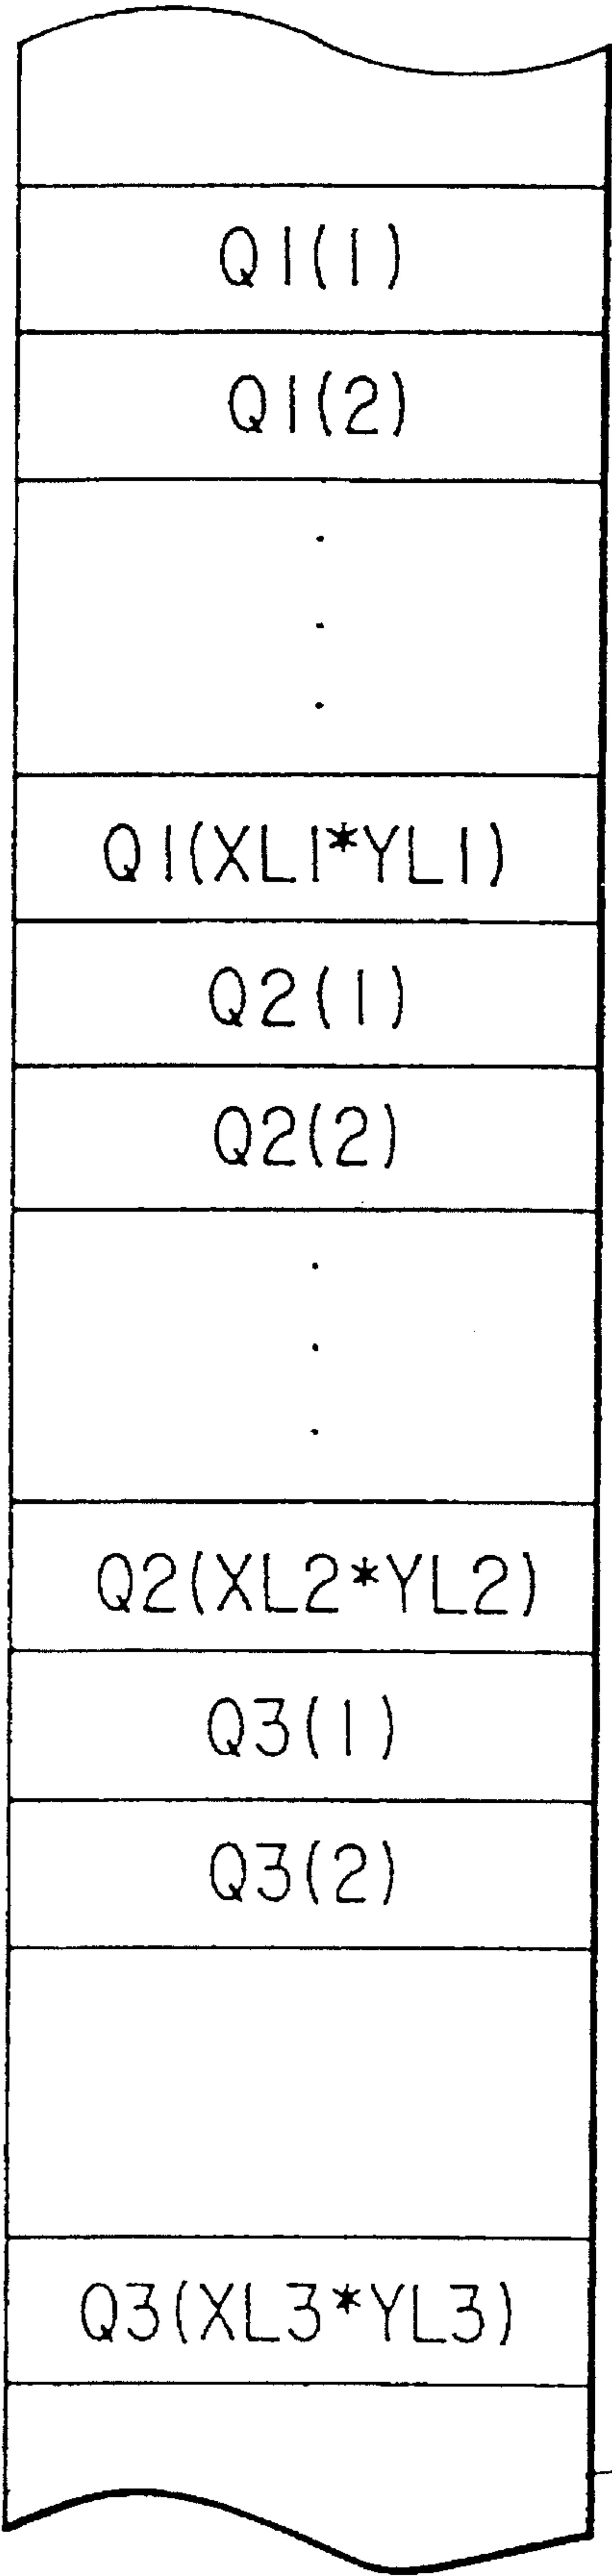 Q1(1)
Q1(2)
.
.
.
Q1(XL1*YL1)
Q2(1)
Q2(2)
.
.
.
Q2(XL2*YL2)
Q3(1)
Q3(2)
Q3(XL3*YL3)